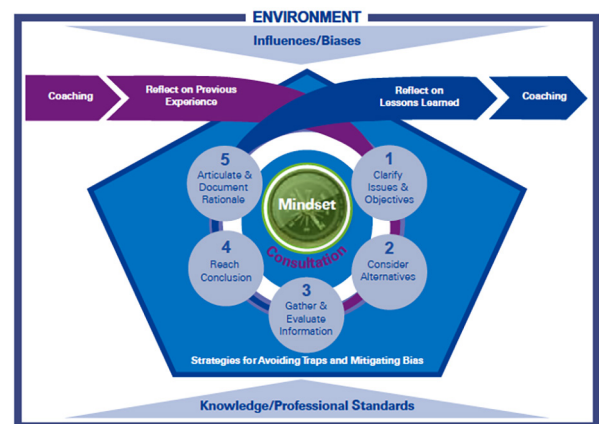 ENVIRONMENT
Influences/Biases
Coaching
Reflect on Previous
Experience
Reflect on
Lessons Learned
Coaching
5
Articulate &
Document
Rationale
1
Clarify
Issues &
Objectives
Mindset
Consultation
4
Reach
Conclusion
2
Consider
Alternatives
3
Gather &
Evaluate
Information
Strategies for Avoiding Traps and Mitigating Bias
Knowledge/Professional Standards